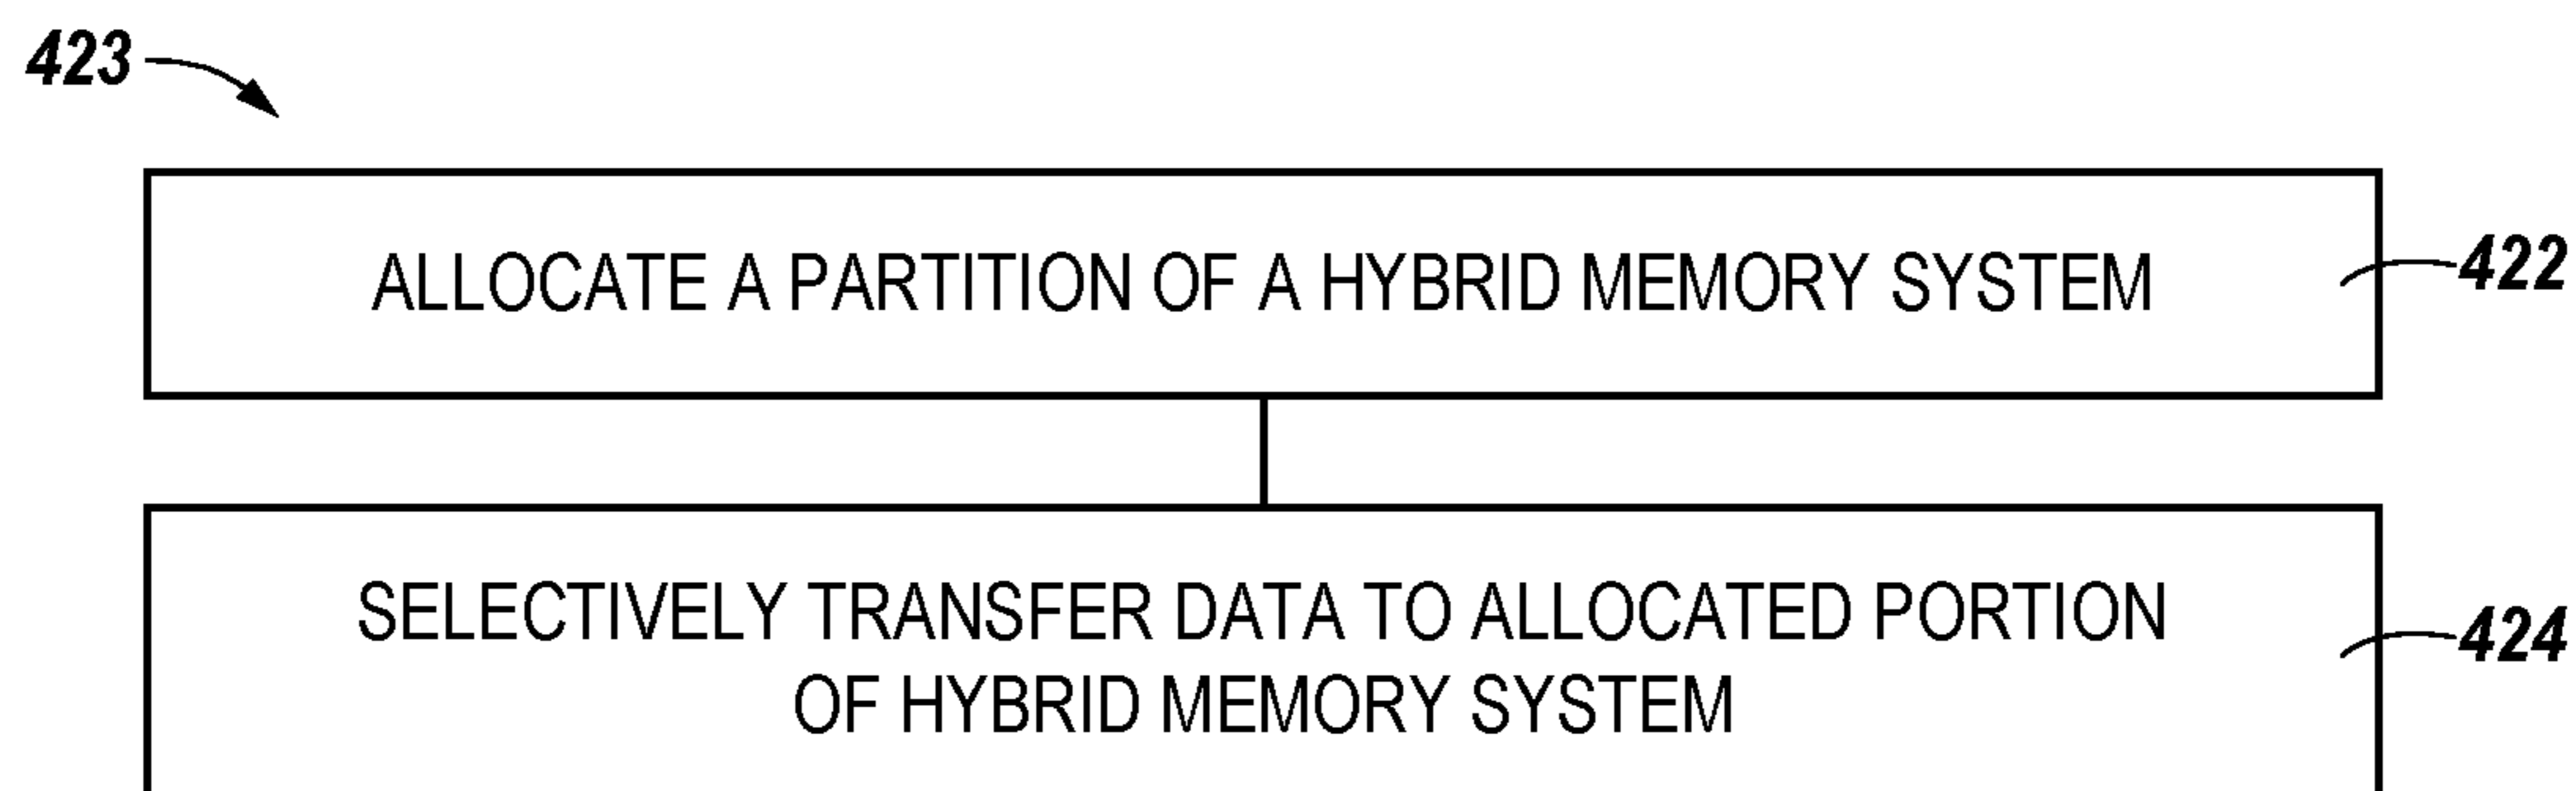 423
ALLOCATE A PARTITION OF A HYBRID MEMORY SYSTEM
422
SELECTIVELY TRANSFER DATA TO ALLOCATED PORTION
OF HYBRID MEMORY SYSTEM
424